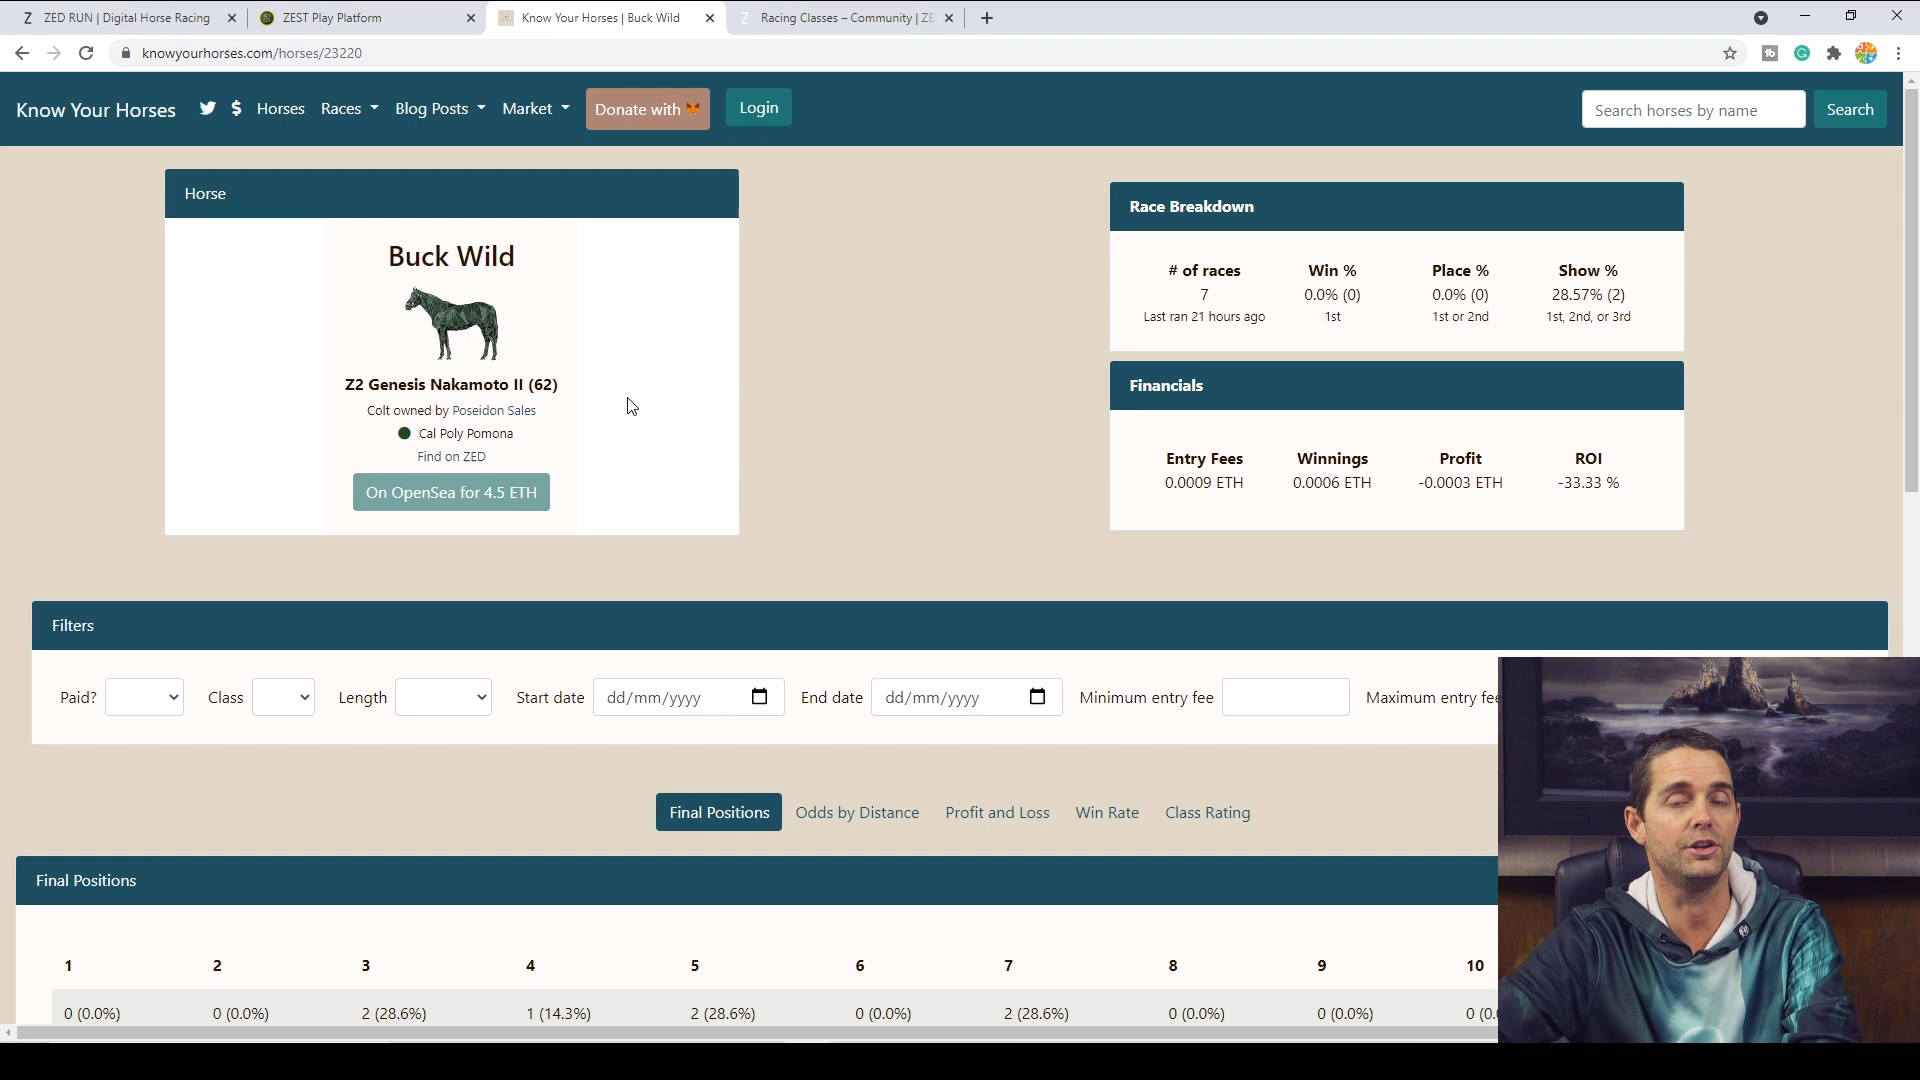 ZED RUN | Digital Horse Racing
ZEST Play Platform
Know Your Horses | Buck Wild
Racing Classes – Community | ZE
knowyourhorses.com/horses/23220
Know Your Horses $ Horses Races Blog Posts Market Donate with Login Search horses by name Search
Horse
Buck Wild
Z2 Genesis Nakamoto II (62)
Colt owned by Poseidon Sales
Cal Poly Pomona
Find on ZED
On OpenSea for 4.5 ETH
Race Breakdown
# of races Win % Place % Show %
7 0.0% (0) 0.0% (0) 28.57% (2)
Last ran 21 hours ago 1st 1st or 2nd 1st, 2nd, or 3rd
Financials
Entry Fees Winnings Profit ROI
0.0009 ETH 0.0006 ETH -0.0003 ETH -33.33 %
Filters
Paid? Class Length Start date dd/mm/yyyy End date dd/mm/yyyy Minimum entry fee Maximum entry fee
Final Positions Odds by Distance Profit and Loss Win Rate Class Rating
Final Positions
1 2 3 4 5 6 7 8 9 10
0 (0.0%) 0 (0.0%) 2 (28.6%) 1 (14.3%) 2 (28.6%) 0 (0.0%) 2 (28.6%) 0 (0.0%) 0 (0.0%) 0 (0.0